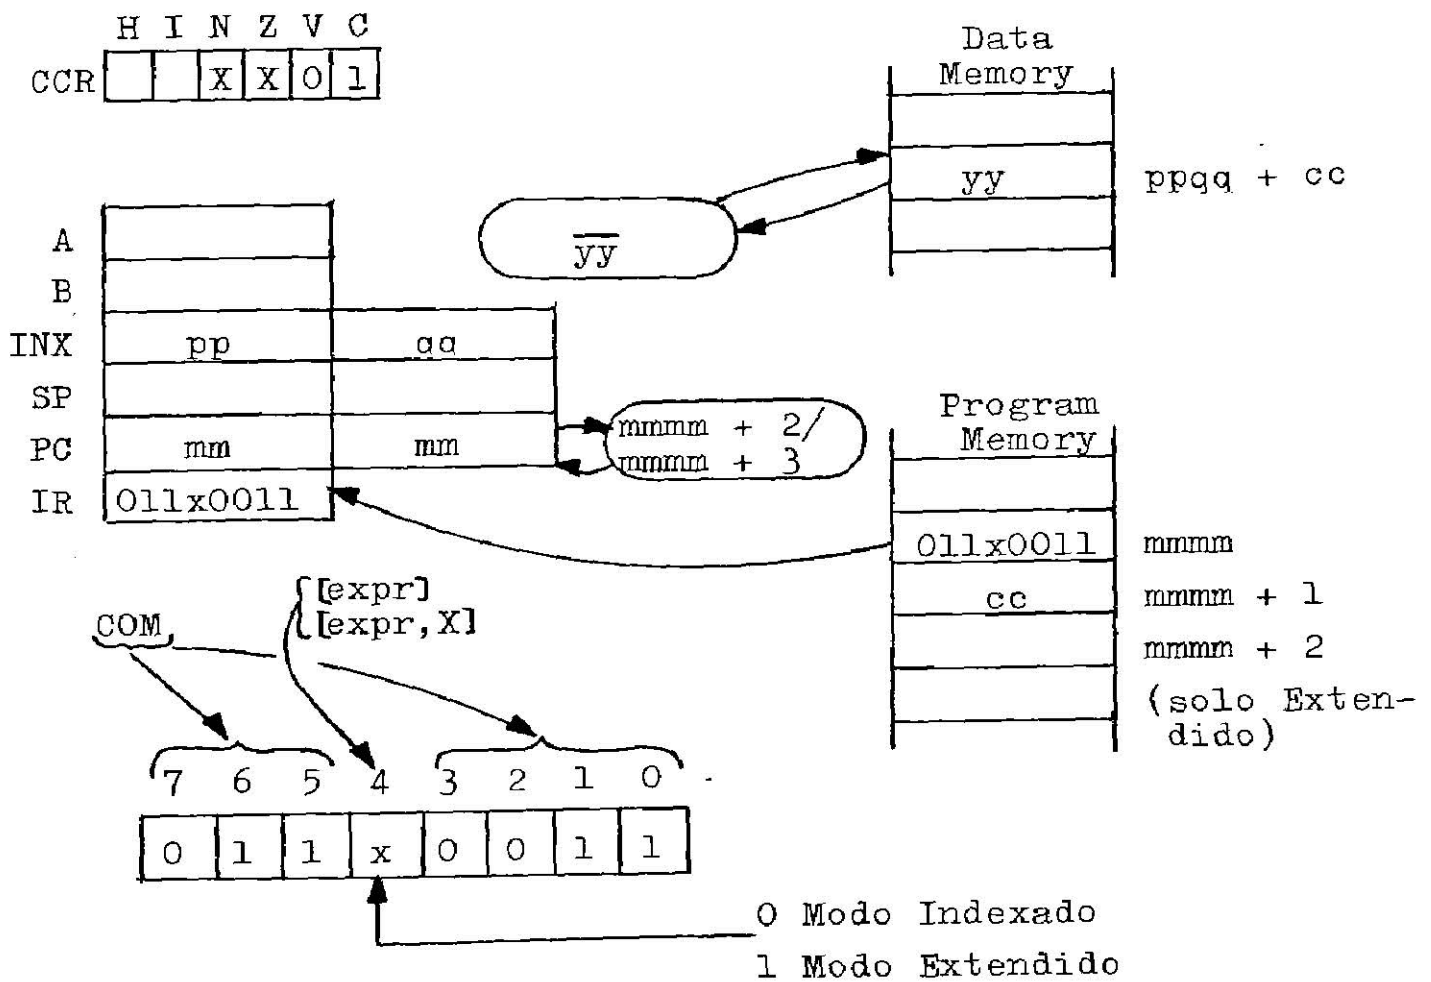 H I N Z V C
CCR X X 0 1
Data
Memory
yy ppqq + cc
yy
A
B
INX pp qq
SP
PC mm mm
mmmm + 2/
mmmm + 3
IR 011x0011
Program
Memory
011x0011 mmmm
cc mmmm + 1
mmmm + 2
(solo Exten-
dido)
[expr]
[expr,X]
COM
7 6 5 4 3 2 1 0
0 1 1 x 0 0 1 1
0 Modo Indexado
1 Modo Extendido